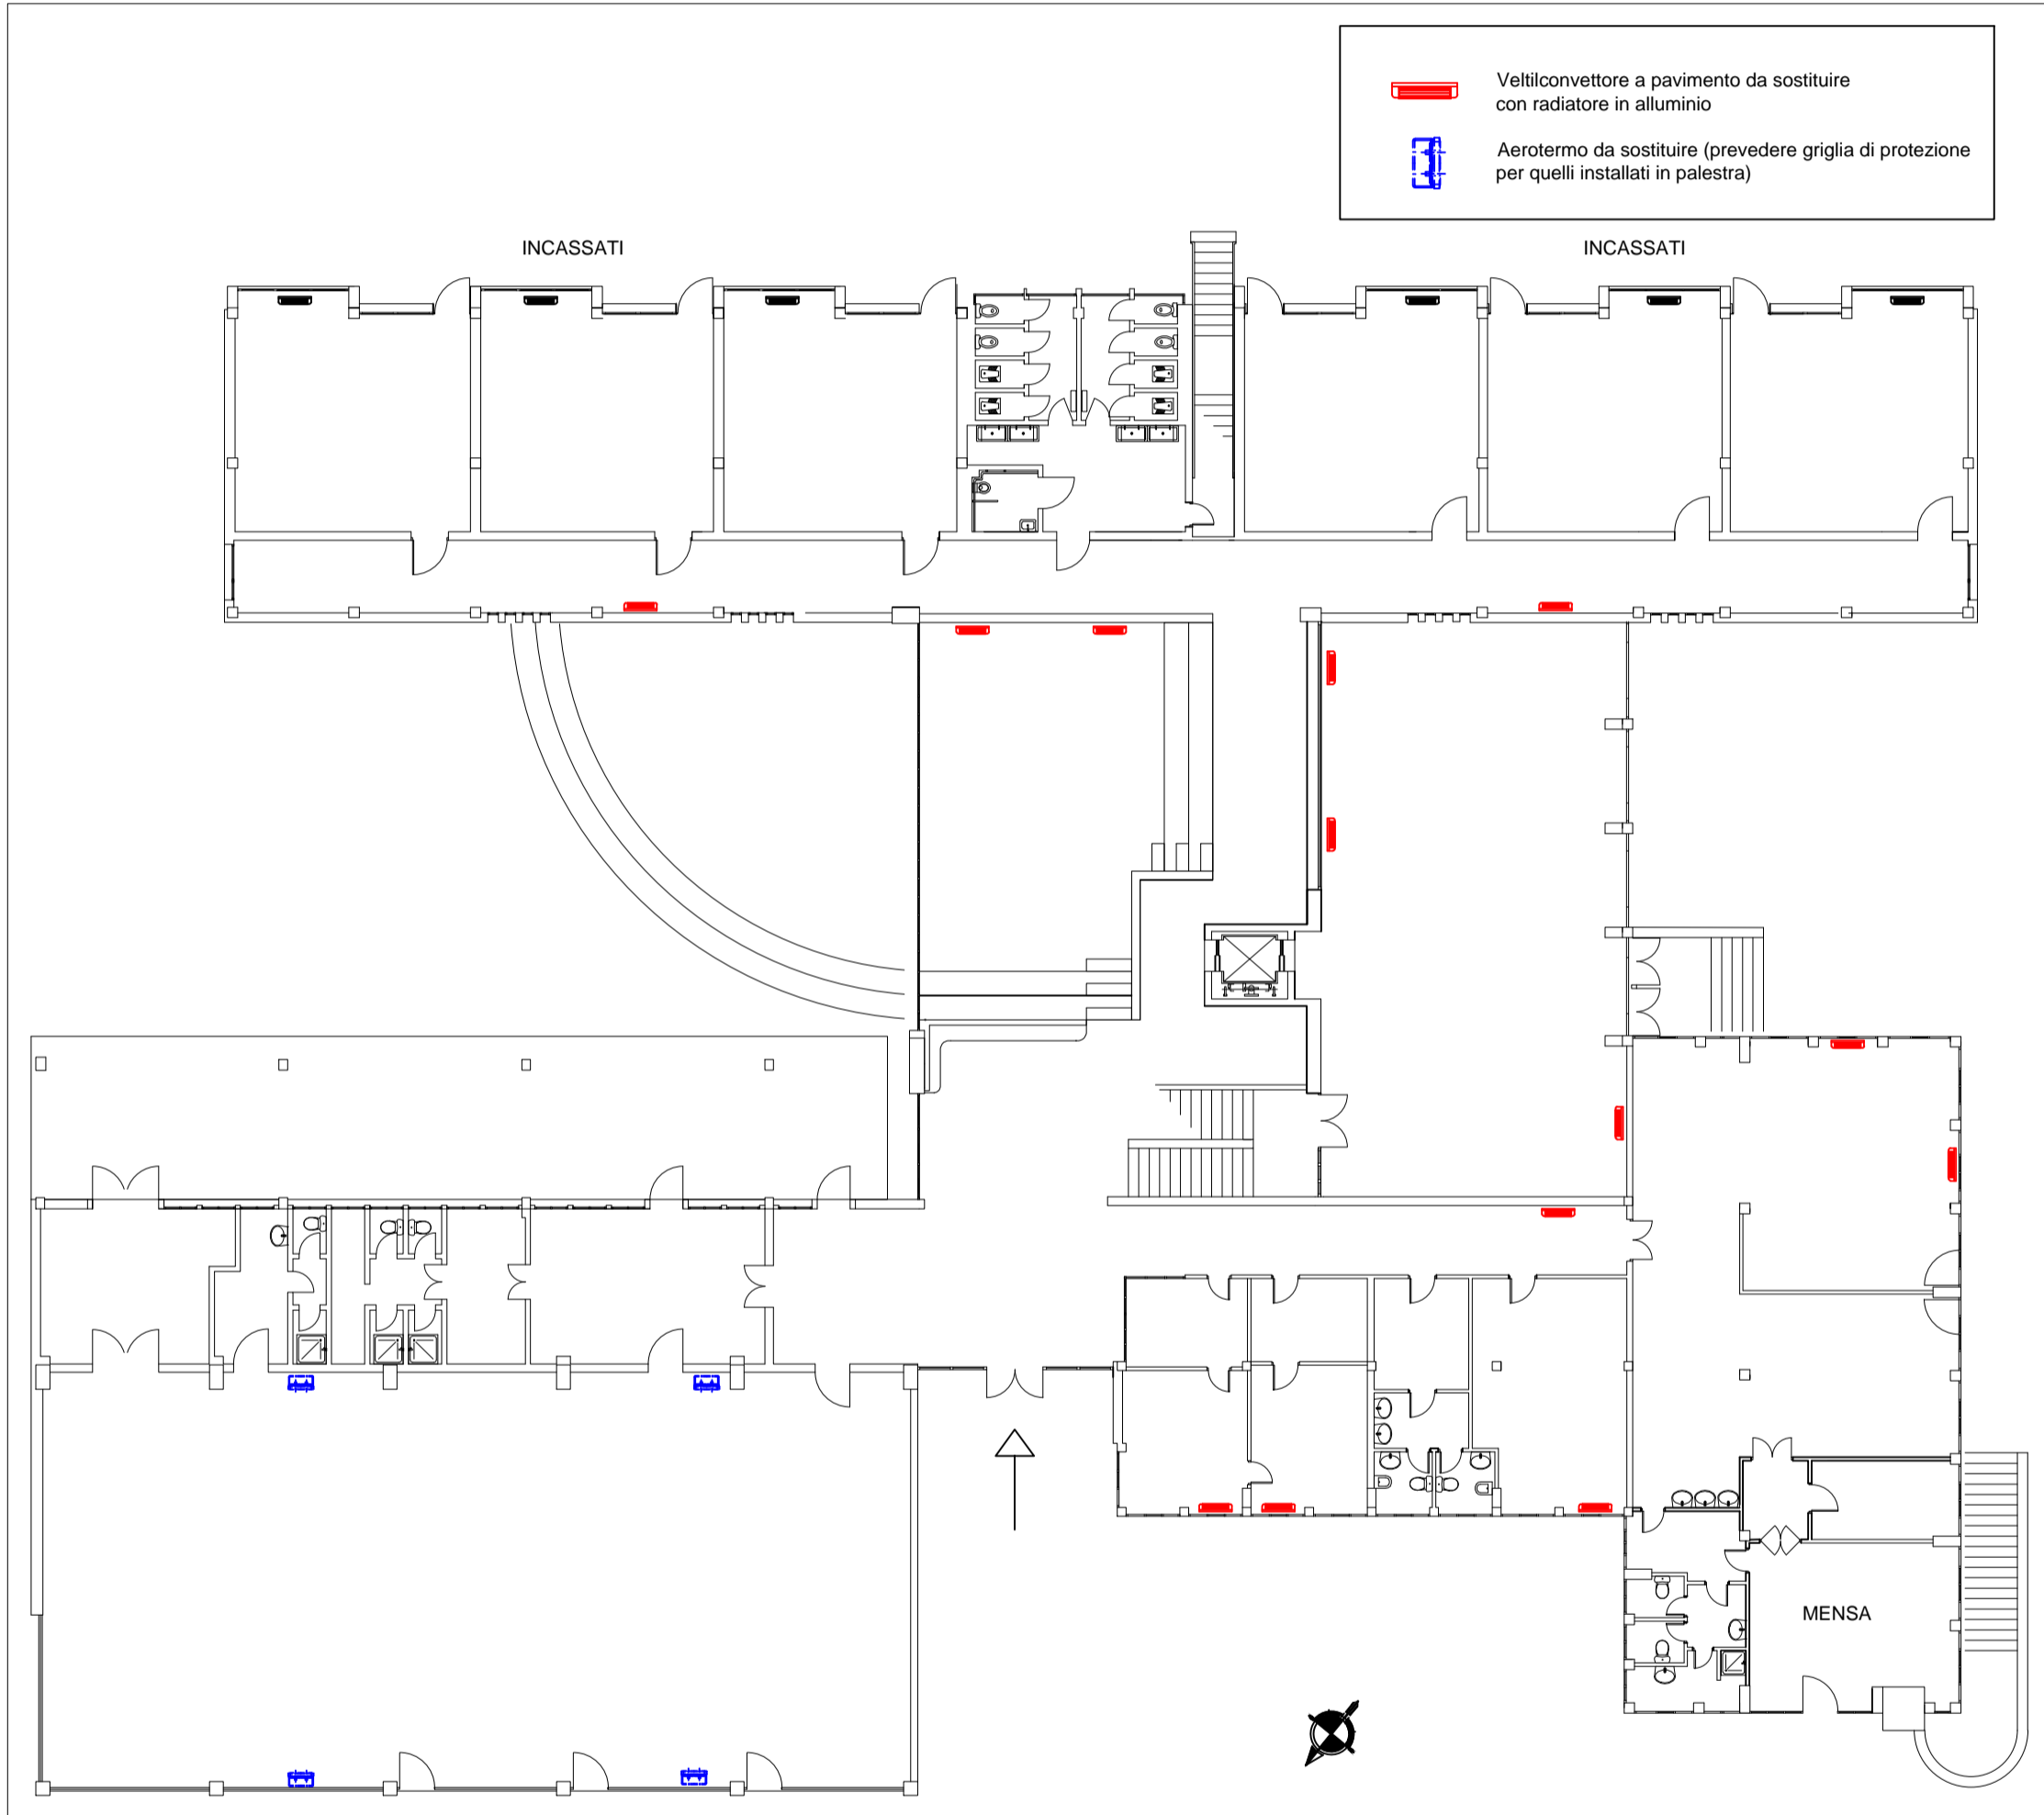 Veltilconvettore a pavimento da sostituire
con radiatore in alluminio
Aerotermo da sostituire (prevedere griglia di protezione
per quelli installati in palestra)
INCASSATI
INCASSATI
MENSA